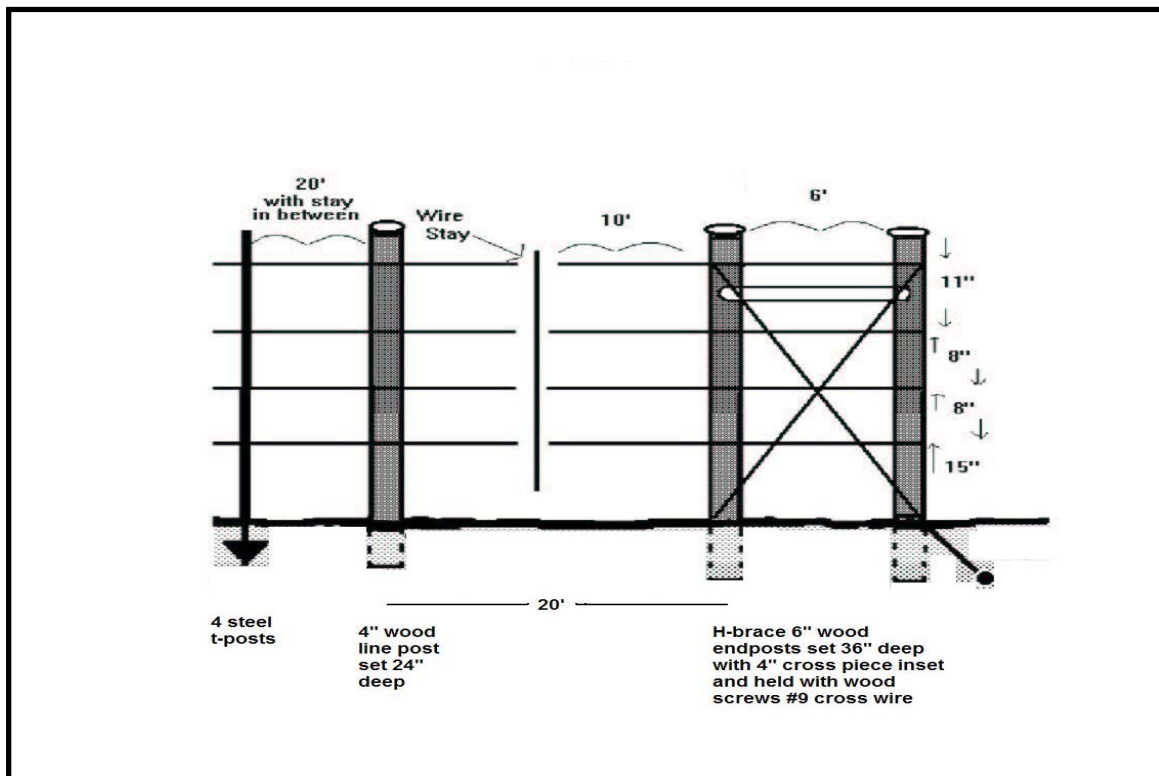 20'
with stay
in between
Wire
Stay
10'
6'
11"
8"
8"
15"
20'
4 steel
t-posts
4" wood
line post
set 24"
deep
H-brace 6" wood
endposts set 36" deep
with 4" cross piece inset
and held with wood
screws #9 cross wire